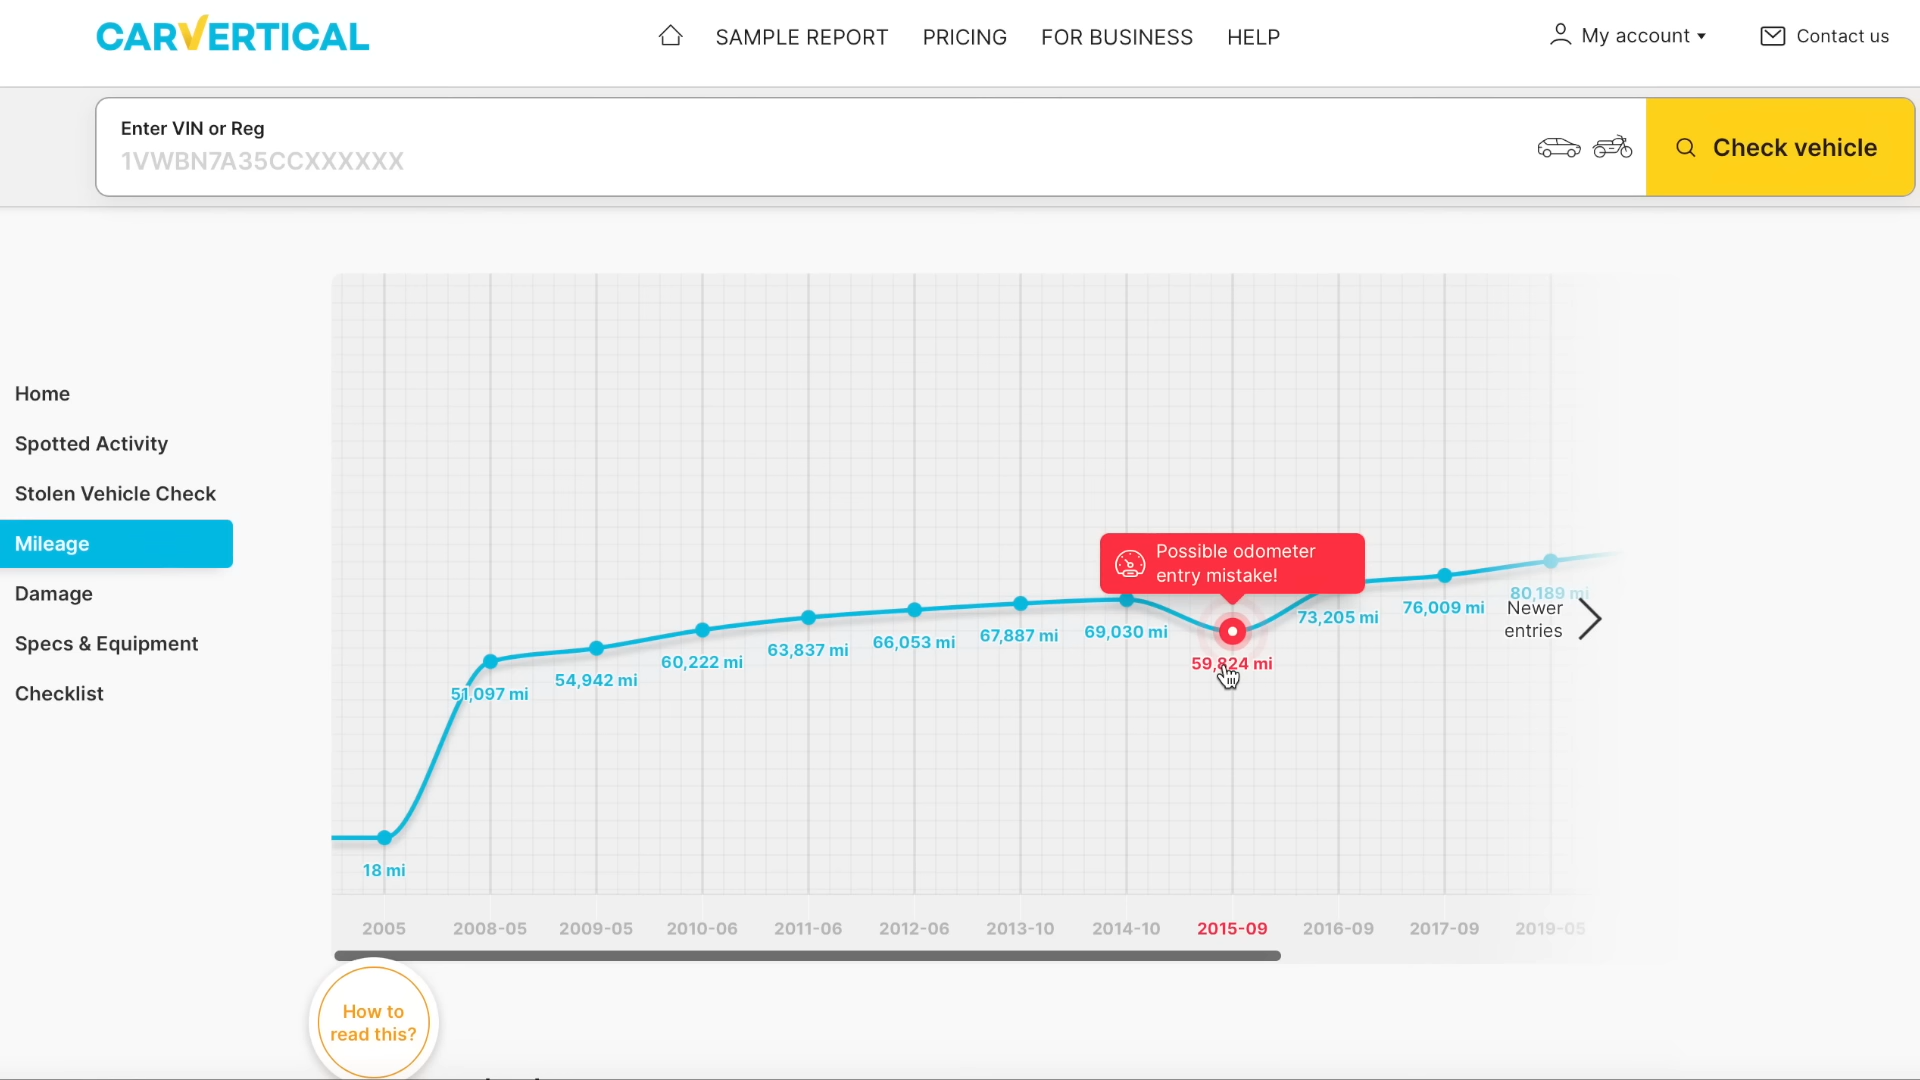 CARVERTICAL
SAMPLE REPORT
PRICING
FOR BUSINESS
HELP
My account
Contact us
Enter VIN or Reg
1VWBN7A35CCXXXXXX
Check vehicle
Home
Spotted Activity
Stolen Vehicle Check
Mileage
Damage
Specs & Equipment
Checklist
Possible odometer
entry mistake!
18 mi
51,097 mi
54,942 mi
60,222 mi
63,837 mi
66,053 mi
67,887 mi
69,030 mi
59,824 mi
73,205 mi
76,009 mi
80,189 mi
Newer
entries
2005
2008-05
2009-05
2010-06
2011-06
2012-06
2013-10
2014-10
2015-09
2016-09
2017-09
2019-05
How to
read this?